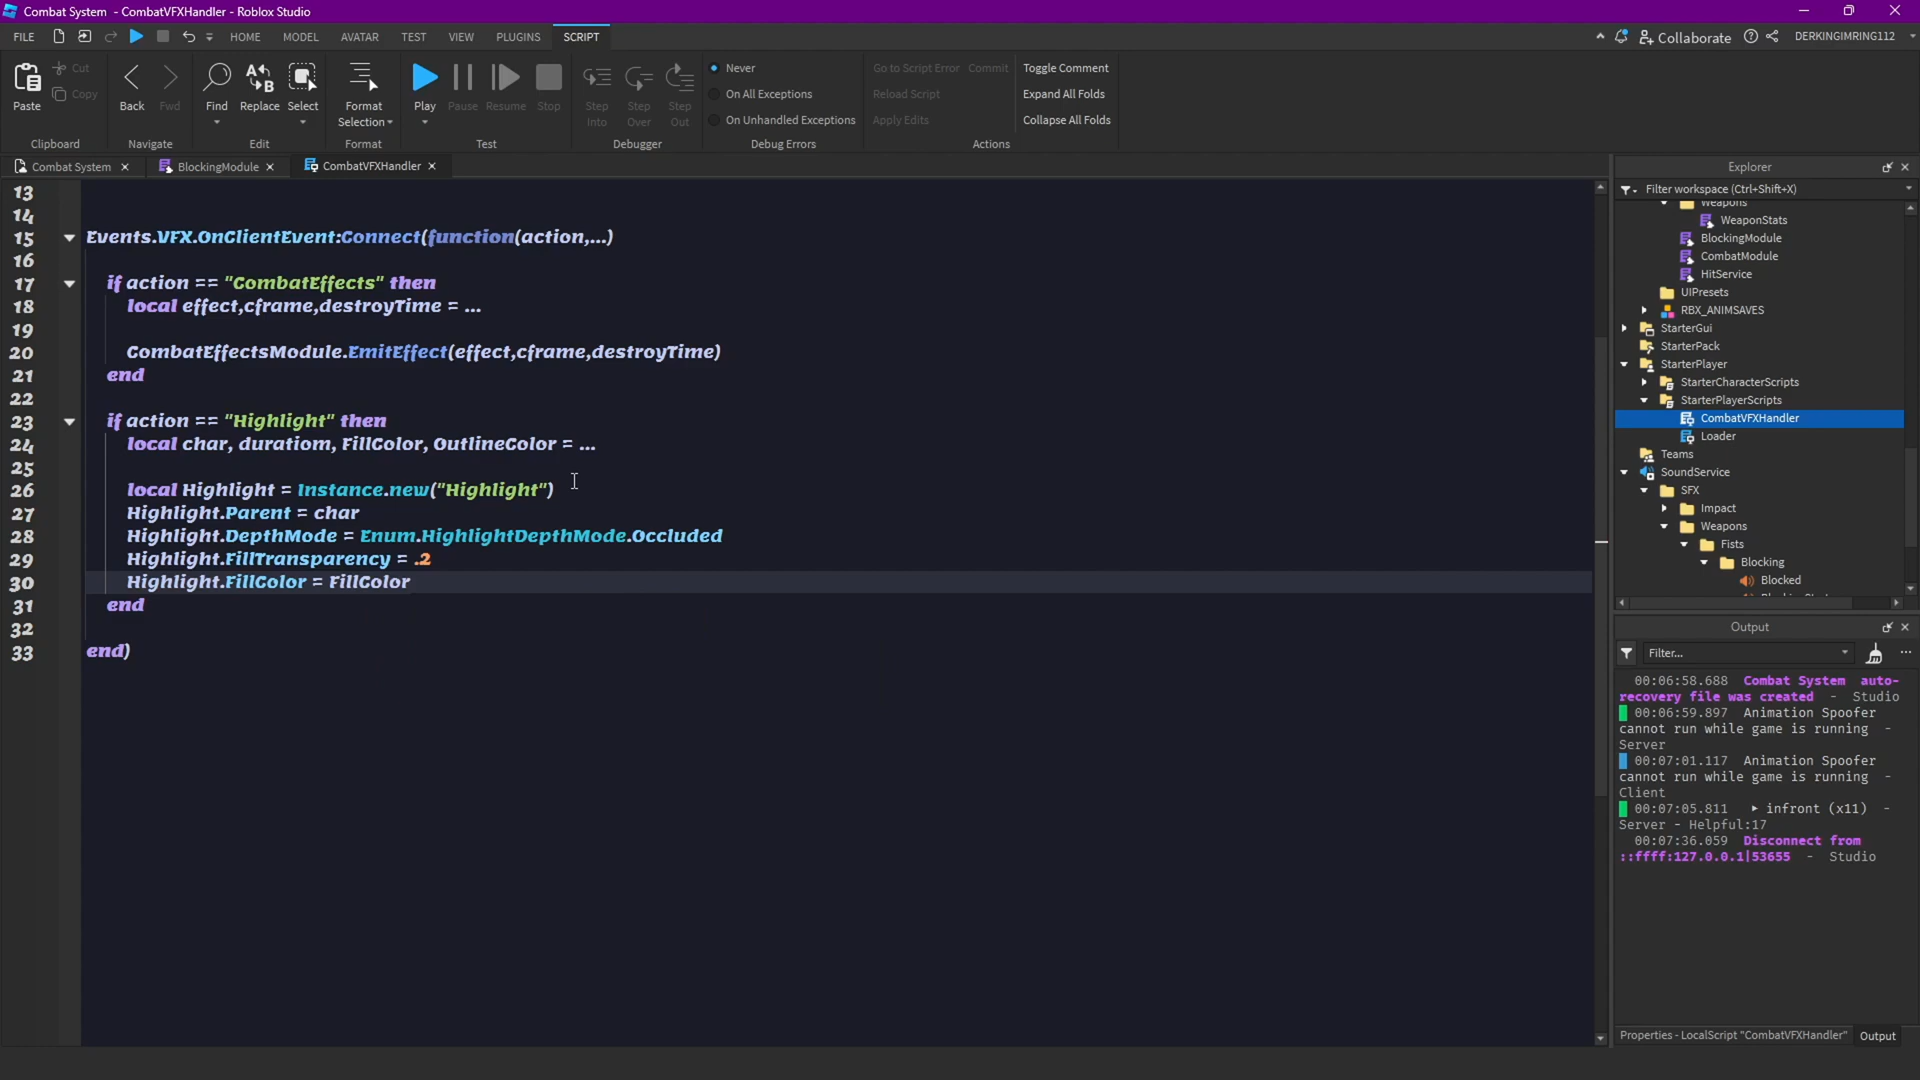 Combat System - CombatVFXHandler - Roblox Studio
FILE HOME MODEL AVATAR TEST VIEW PLUGINS SCRIPT Collaborate DERKINGIMRING112
Paste Cut Copy Clipboard
Back Fwd Navigate
Find Replace Select Edit
Format Selection Format
Play Pause Resume Stop Test
Step Into Step Over Step Out Debugger
Never
On All Exceptions
On Unhandled Exceptions
Debug Errors
Go to Script Error Commit Toggle Comment
Reload Script Expand All Folds
Apply Edits Collapse All Folds
Actions
Combat System BlockingModule CombatVFXHandler
13
14
15 Events.VFX.OnClientEvent:Connect(function(action,...)
16
17 if action == "CombatEffects" then
18 local effect,cframe,destroyTime = ...
19
20 CombatEffectsModule.EmitEffect(effect,cframe,destroyTime)
21 end
22
23 if action == "Highlight" then
24 local char, duratiom, FillColor, OutlineColor = ...
25
26 local Highlight = Instance.new("Highlight")
27 Highlight.Parent = char
28 Highlight.DepthMode = Enum.HighlightDepthMode.Occluded
29 Highlight.FillTransparency = .2
30 Highlight.FillColor = FillColor
31 end
32
33 end)
Explorer
Filter workspace (Ctrl+Shift+X)
Weapons
WeaponStats
BlockingModule
CombatModule
HitService
UIPresets
RBX_ANIMSAVES
StarterGui
StarterPack
StarterPlayer
StarterCharacterScripts
StarterPlayerScripts
CombatVFXHandler
Loader
Teams
SoundService
SFX
Impact
Weapons
Fists
Blocking
Blocked
Output
Filter...
00:06:58.688 Combat System auto-
recovery file was created - Studio
00:06:59.897 Animation Spoofer
cannot run while game is running -
Server
00:07:01.117 Animation Spoofer
cannot run while game is running -
Client
00:07:05.811 ▸ infront (x11) -
Server - Helpful:17
00:07:36.059 Disconnect from
::ffff:127.0.0.1|53655 - Studio
Properties - LocalScript "CombatVFXHandler" Output